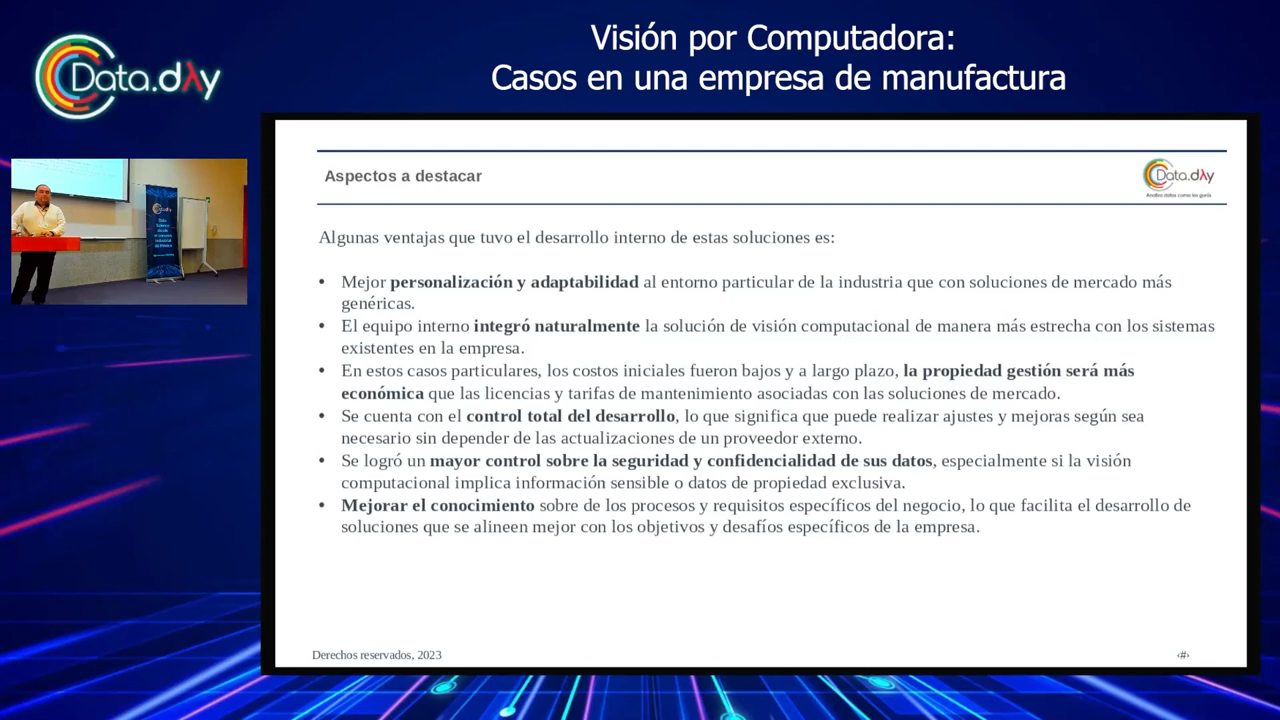 Data.dλy
Visión por Computadora:
Casos en una empresa de manufactura
Aspectos a destacar
Data.dλy
Analiza datos como los gurús
Algunas ventajas que tuvo el desarrollo interno de estas soluciones es:
• Mejor personalización y adaptabilidad al entorno particular de la industria que con soluciones de mercado más
genéricas.
• El equipo interno integró naturalmente la solución de visión computacional de manera más estrecha con los sistemas
existentes en la empresa.
• En estos casos particulares, los costos iniciales fueron bajos y a largo plazo, la propiedad gestión será más
económica que las licencias y tarifas de mantenimiento asociadas con las soluciones de mercado.
• Se cuenta con el control total del desarrollo, lo que significa que puede realizar ajustes y mejoras según sea
necesario sin depender de las actualizaciones de un proveedor externo.
• Se logró un mayor control sobre la seguridad y confidencialidad de sus datos, especialmente si la visión
computacional implica información sensible o datos de propiedad exclusiva.
• Mejorar el conocimiento sobre de los procesos y requisitos específicos del negocio, lo que facilita el desarrollo de
soluciones que se alineen mejor con los objetivos y desafíos específicos de la empresa.
Derechos reservados, 2023
‹#›